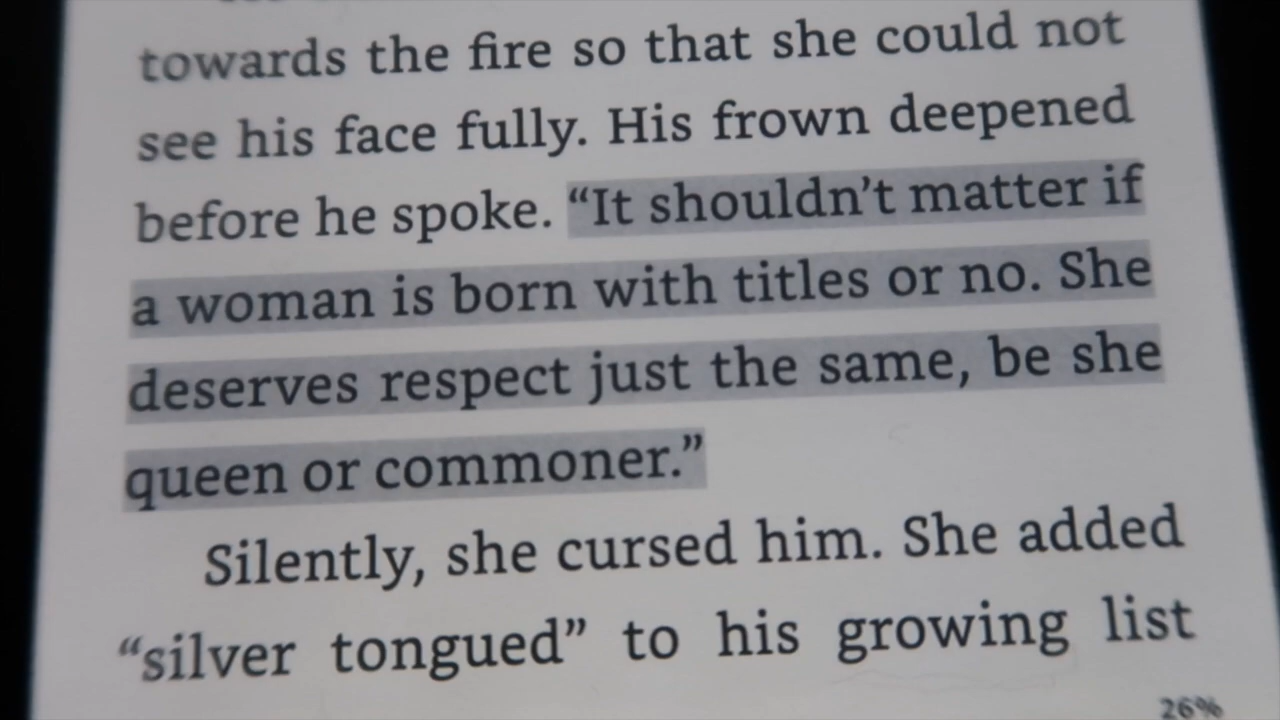 towards the fire so that she could not
see his face fully. His frown deepened
before he spoke. “It shouldn’t matter if
a woman is born with titles or no. She
deserves respect just the same, be she
queen or commoner.”
Silently, she cursed him. She added
“silver tongued” to his growing list
26%